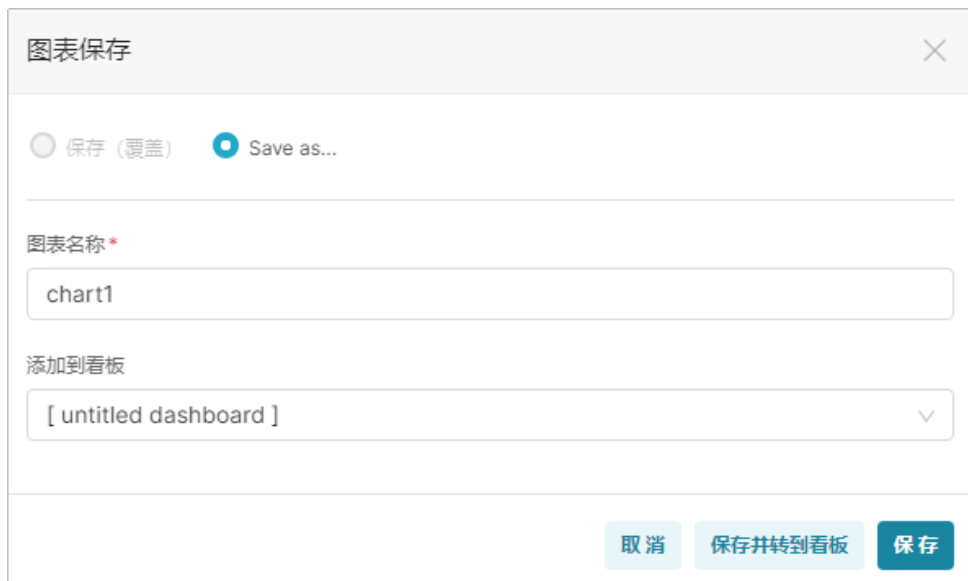 图表保存
保存（覆盖） Save as...
图表名称*
chart1
添加到看板
[ untitled dashboard ]
取消 保存并转到看板 保存